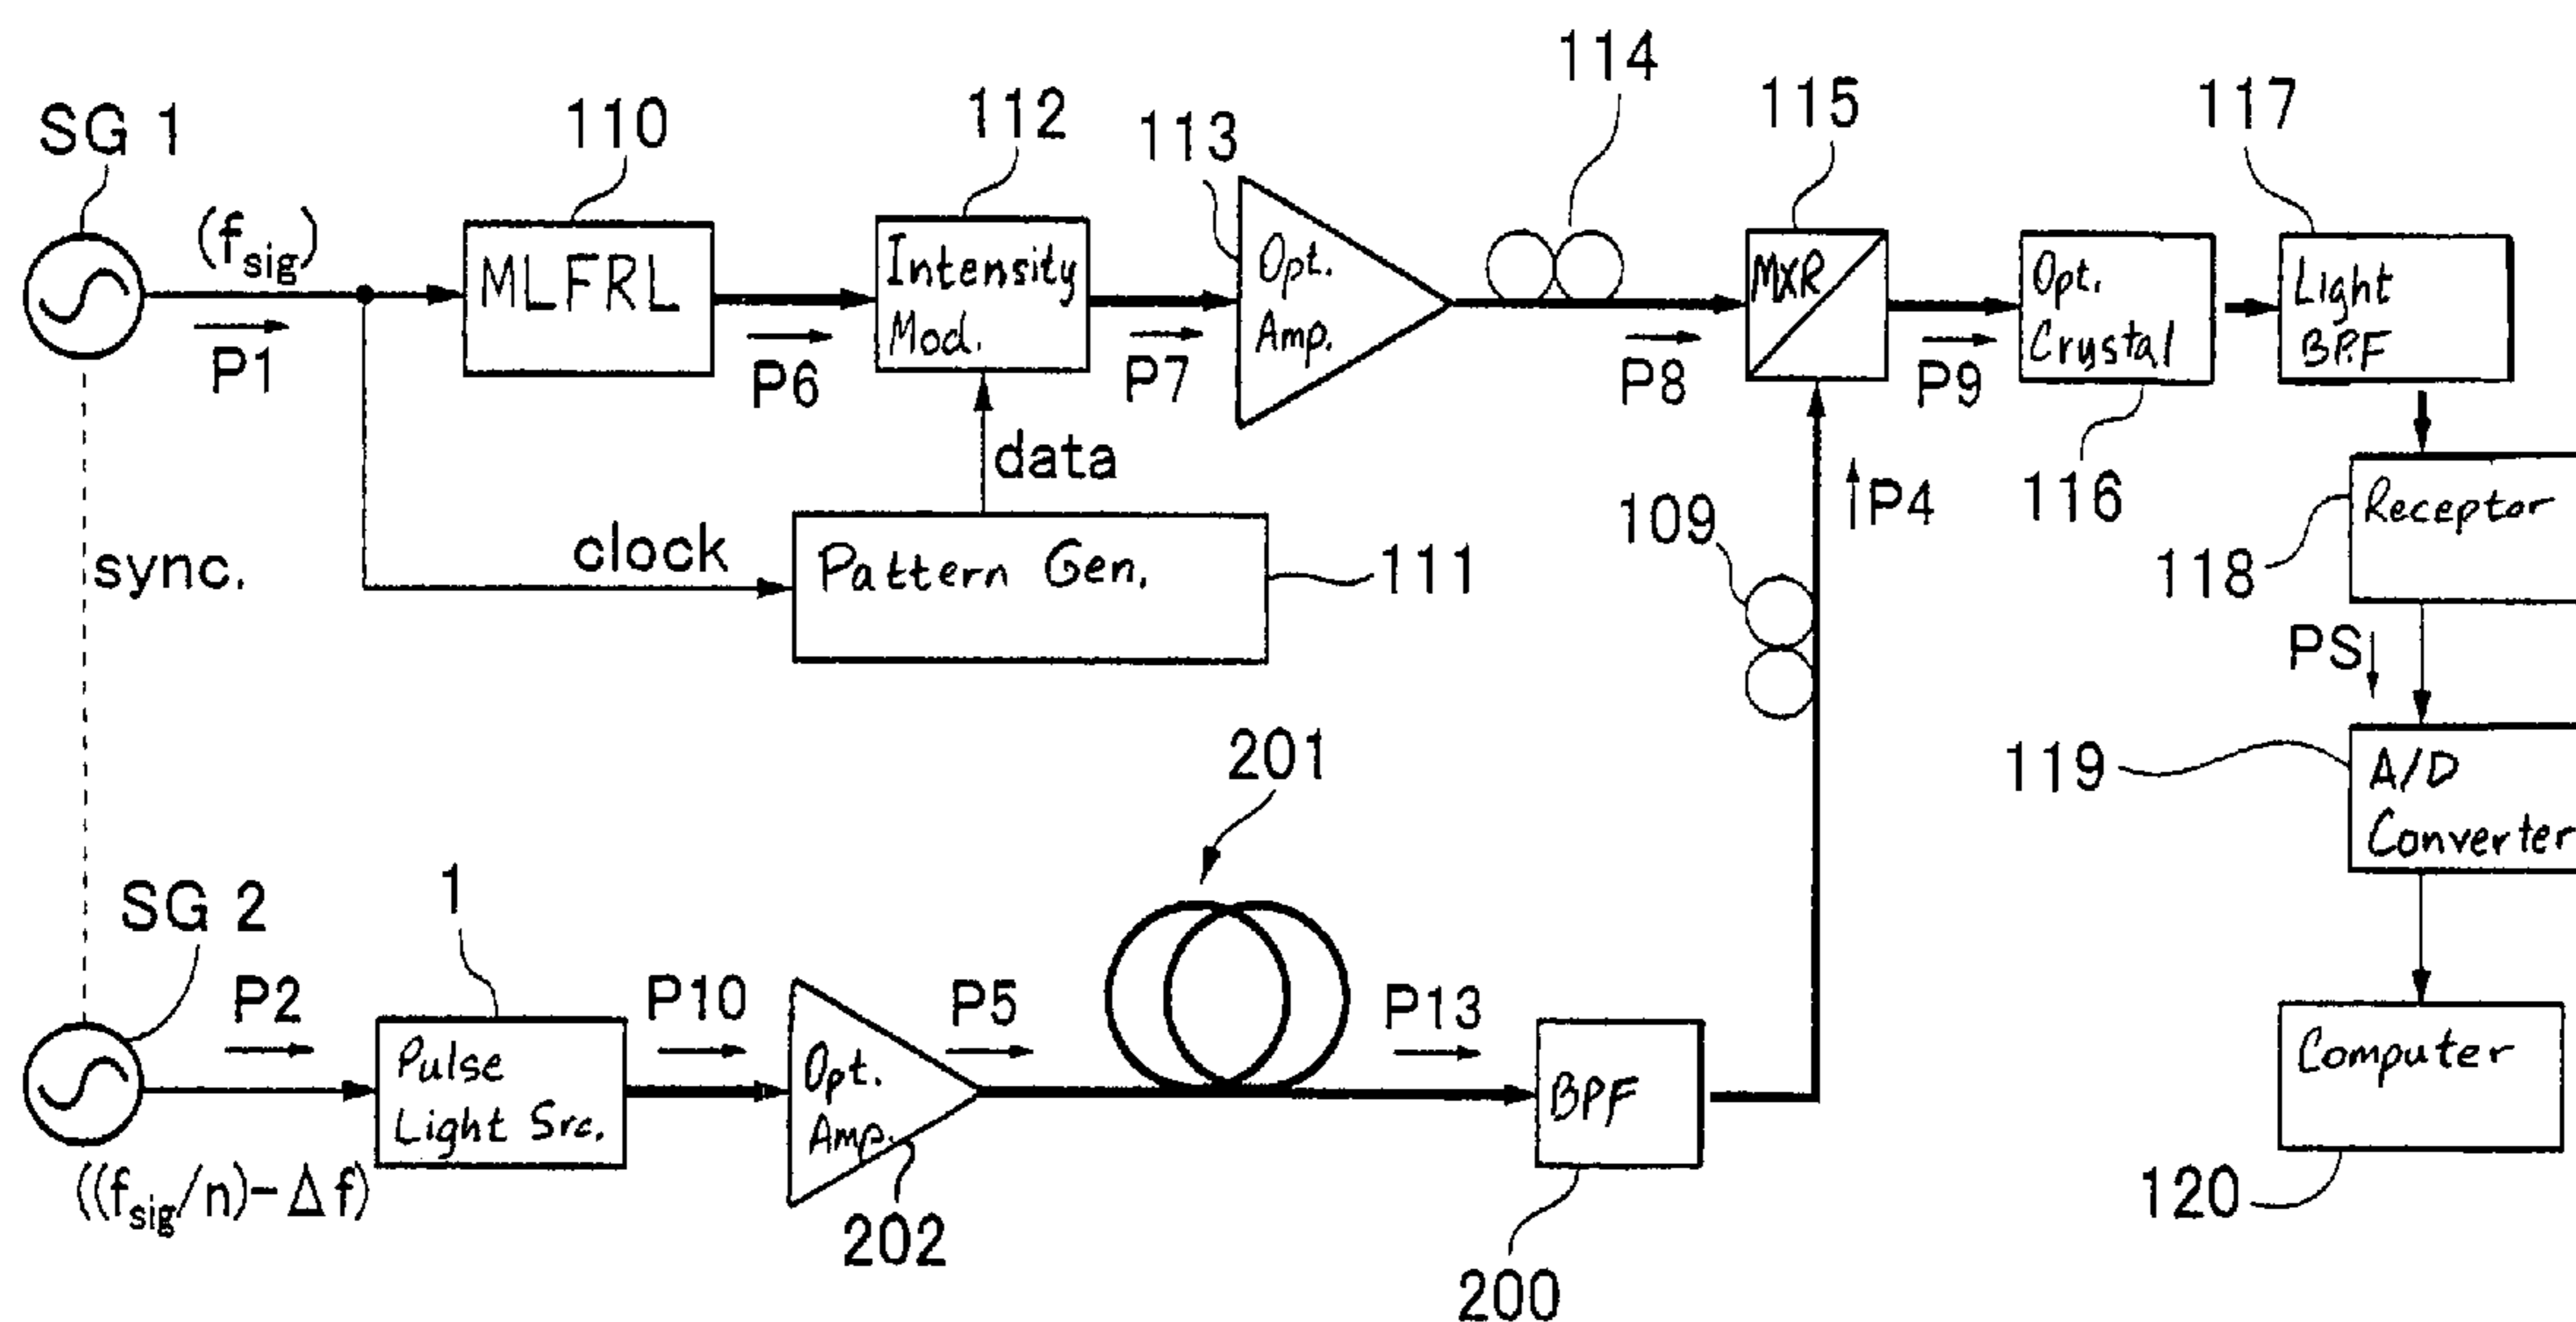 114
SG 1
110
112
113
115
117
(fsig)
MLFRL
Intensity
Mod.
Opt.
Amp.
MXR
Opt.
Crystal
Light
BPF
P1
P6
P7
P8
P9
data
109
P4
116
Receptor
118
sync.
clock
Pattern Gen.
111
PS
201
119
A/D
Converter
SG 2
1
P2
P10
P5
P13
Pulse
Light Src.
Opt.
Amp.
BPF
Computer
((fsig/n)-Δf)
202
200
120